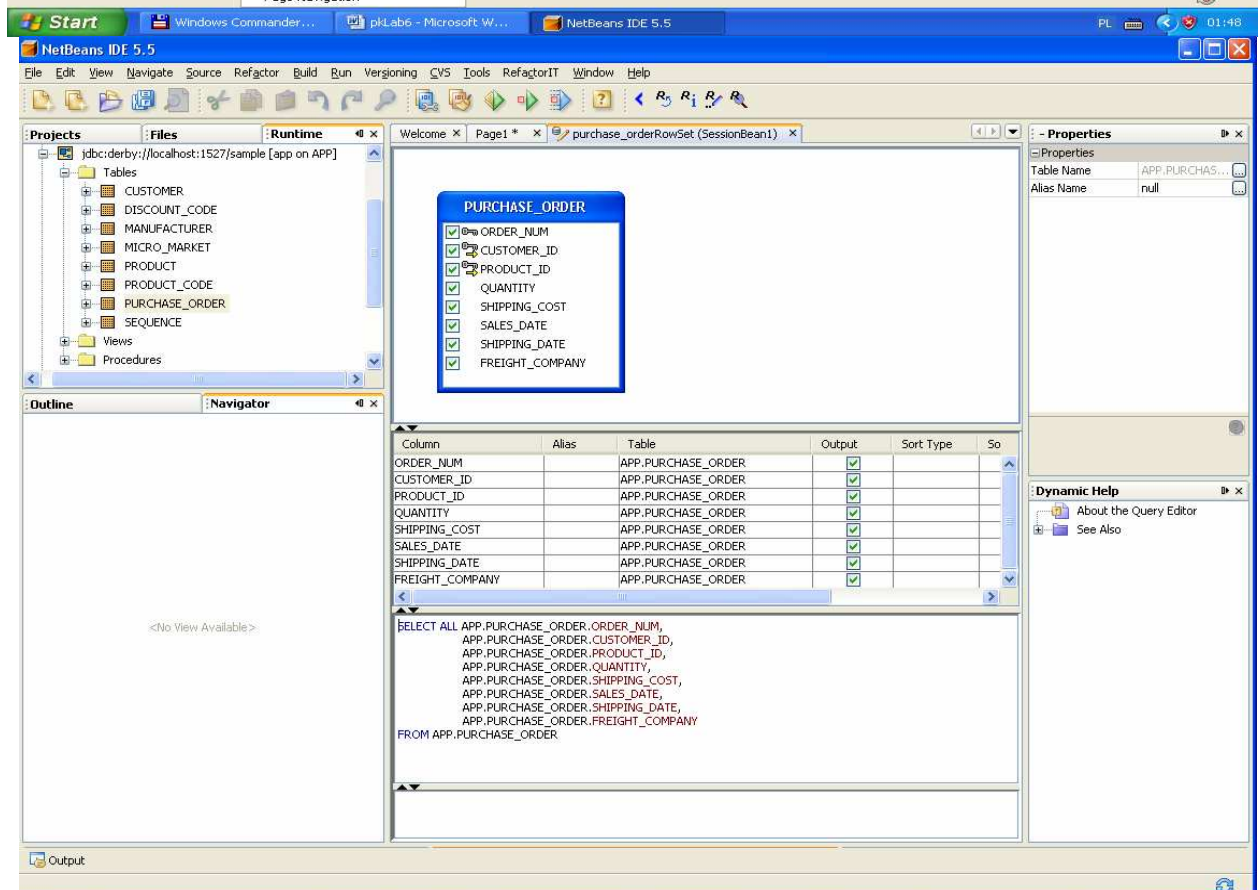 Start Windows Commander... pkLab6 - Microsoft W... NetBeans IDE 5.5 PL 01:48
NetBeans IDE 5.5
File Edit View Navigate Source Refactor Build Run Versioning CVS Tools RefactorIT Window Help
Projects Files Runtime
jdbc:derby://localhost:1527/sample [app on APP]
Tables
CUSTOMER
DISCOUNT_CODE
MANUFACTURER
MICRO_MARKET
PRODUCT
PRODUCT_CODE
PURCHASE_ORDER
SEQUENCE
Views
Procedures
Outline Navigator
<No View Available>
Welcome Page1 * purchase_orderRowSet (SessionBean1)
PURCHASE_ORDER
ORDER_NUM
CUSTOMER_ID
PRODUCT_ID
QUANTITY
SHIPPING_COST
SALES_DATE
SHIPPING_DATE
FREIGHT_COMPANY
Column Alias Table Output Sort Type So
ORDER_NUM APP.PURCHASE_ORDER
CUSTOMER_ID APP.PURCHASE_ORDER
PRODUCT_ID APP.PURCHASE_ORDER
QUANTITY APP.PURCHASE_ORDER
SHIPPING_COST APP.PURCHASE_ORDER
SALES_DATE APP.PURCHASE_ORDER
SHIPPING_DATE APP.PURCHASE_ORDER
FREIGHT_COMPANY APP.PURCHASE_ORDER
SELECT ALL APP.PURCHASE_ORDER.ORDER_NUM,
APP.PURCHASE_ORDER.CUSTOMER_ID,
APP.PURCHASE_ORDER.PRODUCT_ID,
APP.PURCHASE_ORDER.QUANTITY,
APP.PURCHASE_ORDER.SHIPPING_COST,
APP.PURCHASE_ORDER.SALES_DATE,
APP.PURCHASE_ORDER.SHIPPING_DATE,
APP.PURCHASE_ORDER.FREIGHT_COMPANY
FROM APP.PURCHASE_ORDER
- Properties
Properties
Table Name APP.PURCHAS...
Alias Name null
Dynamic Help
About the Query Editor
See Also
Output